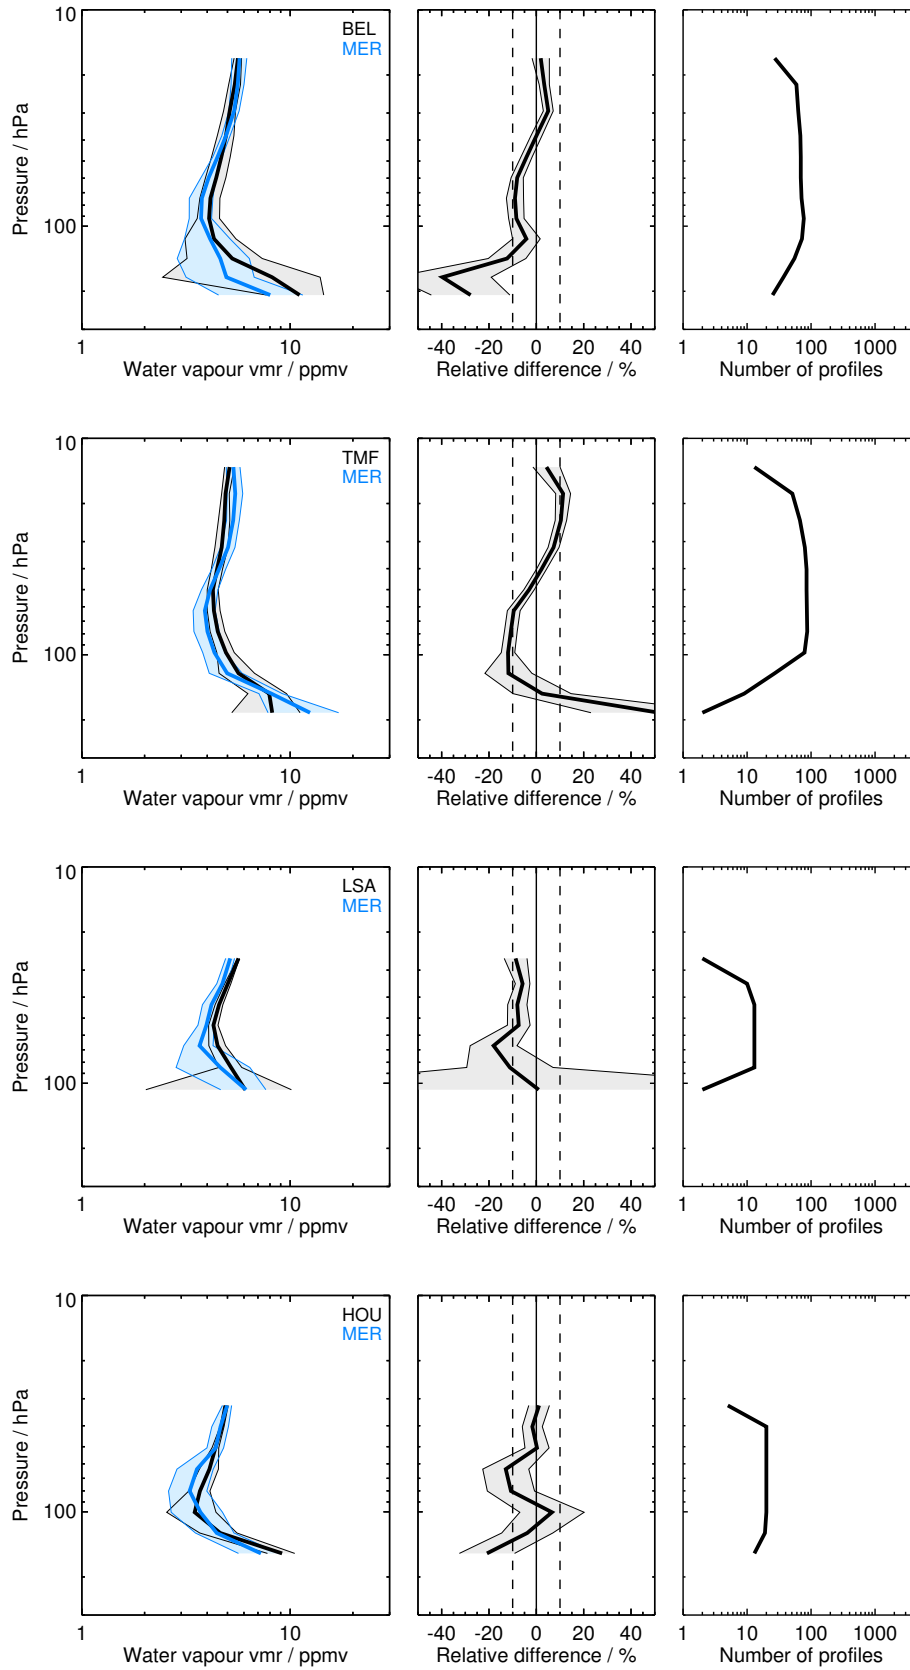 10
100
Pressure / hPa
BEL
MER
1
10
Water vapour vmr / ppmv
-40 -20 0 20 40
Relative difference / %
1 10 100 1000
Number of profiles
10
100
Pressure / hPa
TMF
MER
1
10
Water vapour vmr / ppmv
-40 -20 0 20 40
Relative difference / %
1 10 100 1000
Number of profiles
10
100
Pressure / hPa
LSA
MER
1
10
Water vapour vmr / ppmv
-40 -20 0 20 40
Relative difference / %
1 10 100 1000
Number of profiles
10
100
Pressure / hPa
HOU
MER
1
10
Water vapour vmr / ppmv
-40 -20 0 20 40
Relative difference / %
1 10 100 1000
Number of profiles